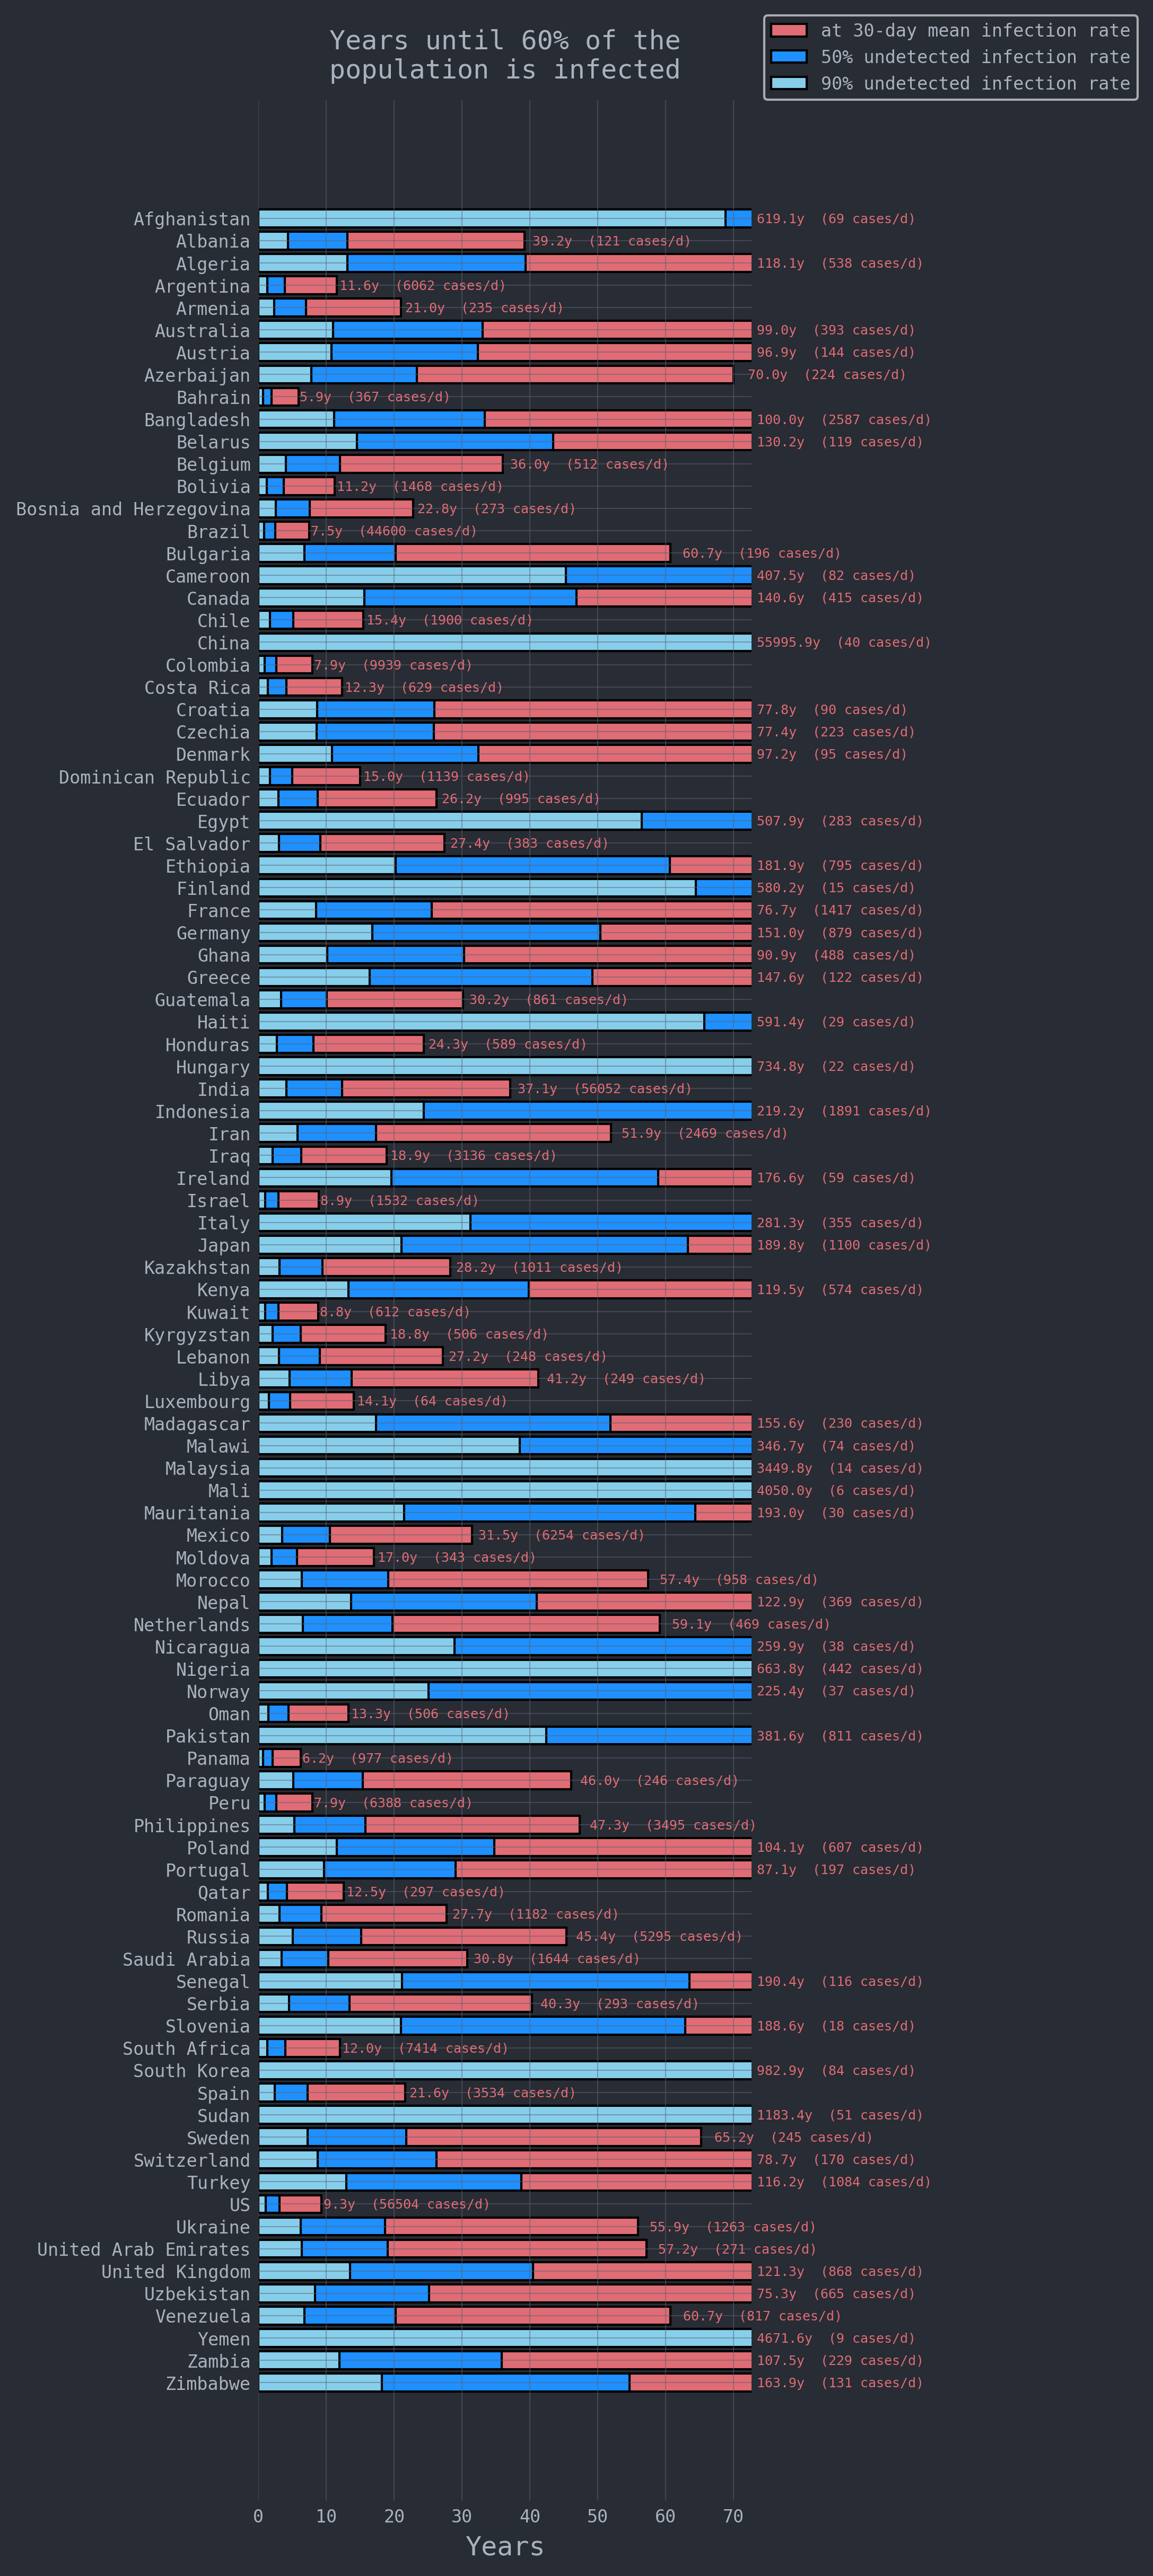 Years until 60% of the
population is infected
at 30-day mean infection rate
50% undetected infection rate
90% undetected infection rate
Afghanistan 619.1y (69 cases/d)
Albania 39.2y (121 cases/d)
Algeria 118.1y (538 cases/d)
Argentina 11.6y (6062 cases/d)
Armenia 21.0y (235 cases/d)
Australia 99.0y (393 cases/d)
Austria 96.9y (144 cases/d)
Azerbaijan 70.0y (224 cases/d)
Bahrain 5.9y (367 cases/d)
Bangladesh 100.0y (2587 cases/d)
Belarus 130.2y (119 cases/d)
Belgium 36.0y (512 cases/d)
Bolivia 11.2y (1468 cases/d)
Bosnia and Herzegovina 22.8y (273 cases/d)
Brazil 7.5y (44600 cases/d)
Bulgaria 60.7y (196 cases/d)
Cameroon 407.5y (82 cases/d)
Canada 140.6y (415 cases/d)
Chile 15.4y (1900 cases/d)
China 55995.9y (40 cases/d)
Colombia 7.9y (9939 cases/d)
Costa Rica 12.3y (629 cases/d)
Croatia 77.8y (90 cases/d)
Czechia 77.4y (223 cases/d)
Denmark 97.2y (95 cases/d)
Dominican Republic 15.0y (1139 cases/d)
Ecuador 26.2y (995 cases/d)
Egypt 507.9y (283 cases/d)
El Salvador 27.4y (383 cases/d)
Ethiopia 181.9y (795 cases/d)
Finland 580.2y (15 cases/d)
France 76.7y (1417 cases/d)
Germany 151.0y (879 cases/d)
Ghana 90.9y (488 cases/d)
Greece 147.6y (122 cases/d)
Guatemala 30.2y (861 cases/d)
Haiti 591.4y (29 cases/d)
Honduras 24.3y (589 cases/d)
Hungary 734.8y (22 cases/d)
India 37.1y (56052 cases/d)
Indonesia 219.2y (1891 cases/d)
Iran 51.9y (2469 cases/d)
Iraq 18.9y (3136 cases/d)
Ireland 176.6y (59 cases/d)
Israel 8.9y (1532 cases/d)
Italy 281.3y (355 cases/d)
Japan 189.8y (1100 cases/d)
Kazakhstan 28.2y (1011 cases/d)
Kenya 119.5y (574 cases/d)
Kuwait 8.8y (612 cases/d)
Kyrgyzstan 18.8y (506 cases/d)
Lebanon 27.2y (248 cases/d)
Libya 41.2y (249 cases/d)
Luxembourg 14.1y (64 cases/d)
Madagascar 155.6y (230 cases/d)
Malawi 346.7y (74 cases/d)
Malaysia 3449.8y (14 cases/d)
Mali 4050.0y (6 cases/d)
Mauritania 193.0y (30 cases/d)
Mexico 31.5y (6254 cases/d)
Moldova 17.0y (343 cases/d)
Morocco 57.4y (958 cases/d)
Nepal 122.9y (369 cases/d)
Netherlands 59.1y (469 cases/d)
Nicaragua 259.9y (38 cases/d)
Nigeria 663.8y (442 cases/d)
Norway 225.4y (37 cases/d)
Oman 13.3y (506 cases/d)
Pakistan 381.6y (811 cases/d)
Panama 6.2y (977 cases/d)
Paraguay 46.0y (246 cases/d)
Peru 7.9y (6388 cases/d)
Philippines 47.3y (3495 cases/d)
Poland 104.1y (607 cases/d)
Portugal 87.1y (197 cases/d)
Qatar 12.5y (297 cases/d)
Romania 27.7y (1182 cases/d)
Russia 45.4y (5295 cases/d)
Saudi Arabia 30.8y (1644 cases/d)
Senegal 190.4y (116 cases/d)
Serbia 40.3y (293 cases/d)
Slovenia 188.6y (18 cases/d)
South Africa 12.0y (7414 cases/d)
South Korea 982.9y (84 cases/d)
Spain 21.6y (3534 cases/d)
Sudan 1183.4y (51 cases/d)
Sweden 65.2y (245 cases/d)
Switzerland 78.7y (170 cases/d)
Turkey 116.2y (1084 cases/d)
US 9.3y (56504 cases/d)
Ukraine 55.9y (1263 cases/d)
United Arab Emirates 57.2y (271 cases/d)
United Kingdom 121.3y (868 cases/d)
Uzbekistan 75.3y (665 cases/d)
Venezuela 60.7y (817 cases/d)
Yemen 4671.6y (9 cases/d)
Zambia 107.5y (229 cases/d)
Zimbabwe 163.9y (131 cases/d)
0 10 20 30 40 50 60 70
Years